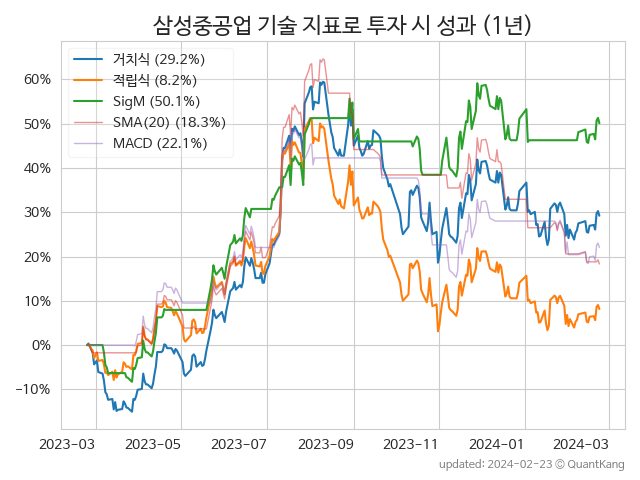 삼성중공업 기술 지표로 투자 시 성과 (1년)
거치식 (29.2%)
적립식 (8.2%)
SigM (50.1%)
SMA(20) (18.3%)
MACD (22.1%)
60%
50%
40%
30%
20%
10%
0%
−10%
2023−03 2023−05 2023−07 2023−09 2023−11 2024−01 2024−03
updated: 2024−02−23 © QuantKang